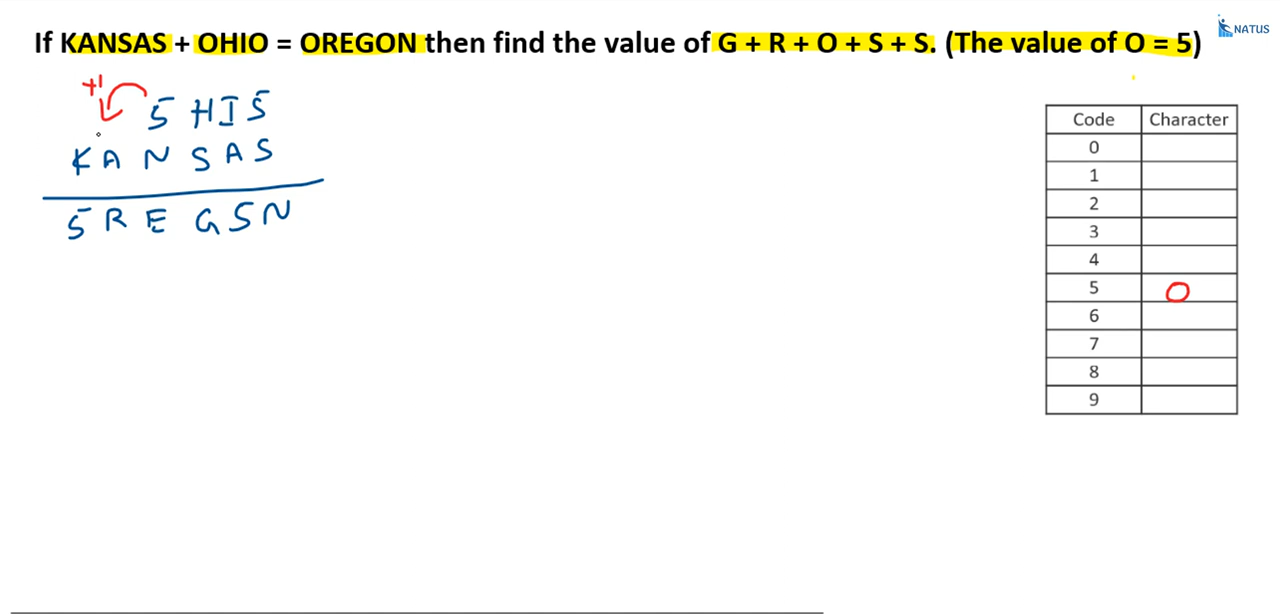 NATUS
If KANSAS + OHIO = OREGON then find the value of G + R + O + S + S. (The value of O = 5)
+1
5 H I 5
K A N S A S
5 R E G 5 N
Code Character
0
1
2
3
4
5 O
6
7
8
9